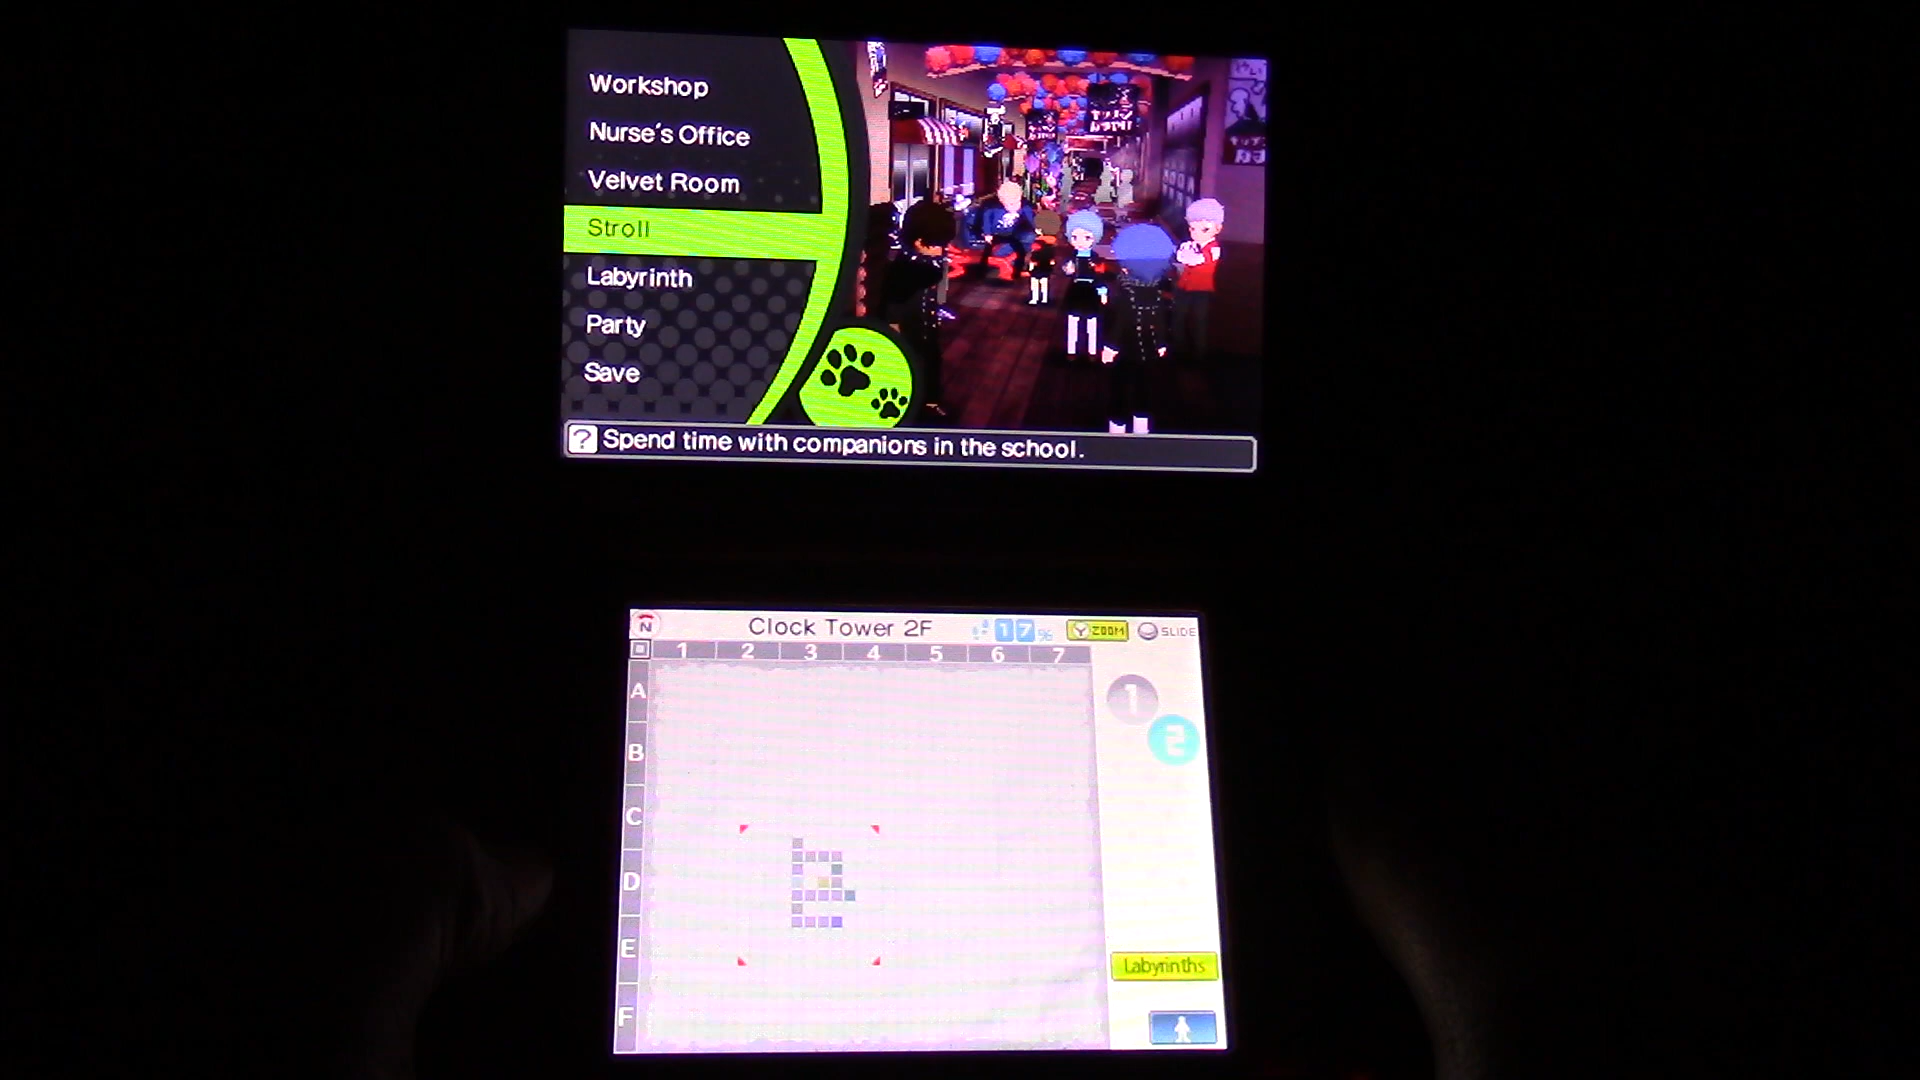 Workshop
Nurse's Office
Velvet Room
Stroll
Labyrinth
Party
Save
? Spend time with companions in the school.
N
Clock Tower 2F
17%
Y ZOOM
SLIDE
1 2 3 4 5 6 7
A
B
C
D
E
F
1
2
Labyrinths